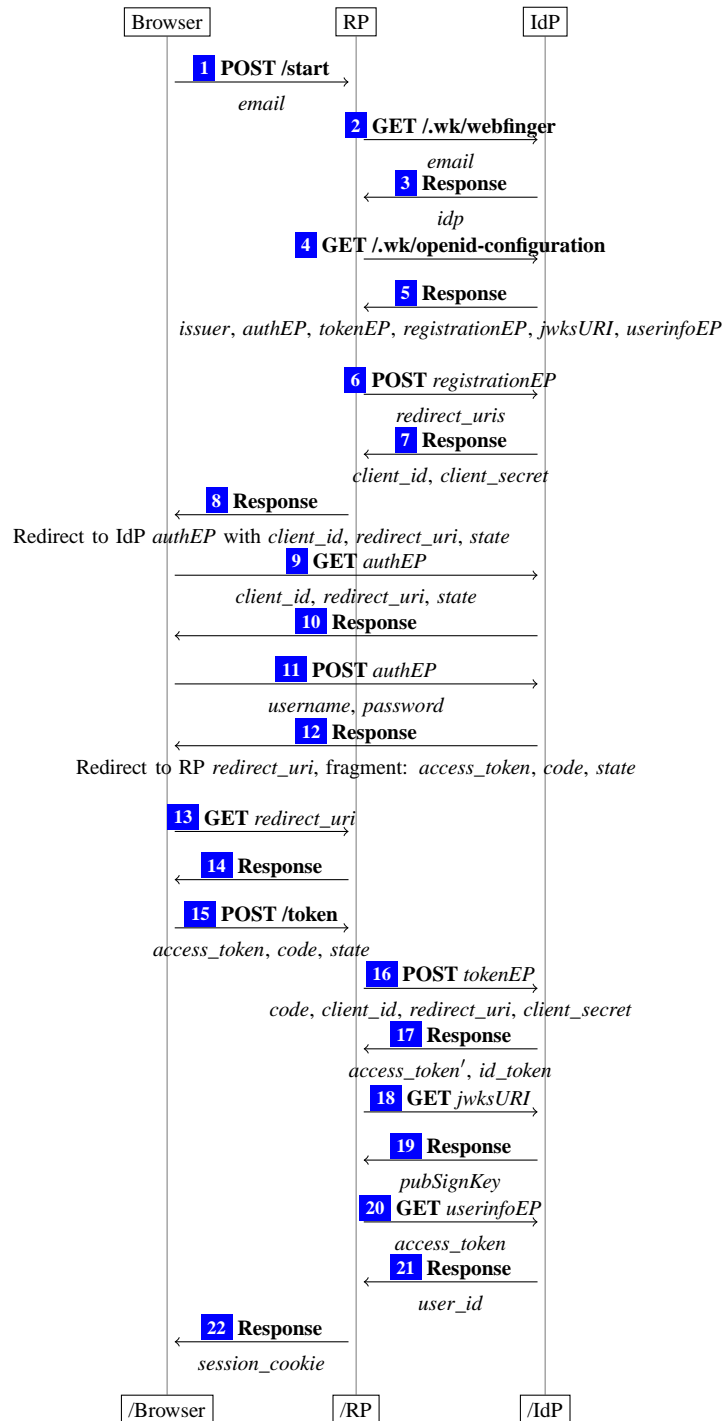 Browser RP IdP
1 POST /start
email
2 GET /.wk/webfinger
email
3 Response
idp
4 GET /.wk/openid-configuration
5 Response
issuer, authEP, tokenEP, registrationEP, jwksURI, userinfoEP
6 POST registrationEP
redirect_uris
7 Response
client_id, client_secret
8 Response
Redirect to IdP authEP with client_id, redirect_uri, state
9 GET authEP
client_id, redirect_uri, state
10 Response
11 POST authEP
username, password
12 Response
Redirect to RP redirect_uri, fragment: access_token, code, state
13 GET redirect_uri
14 Response
15 POST /token
access_token, code, state
16 POST tokenEP
code, client_id, redirect_uri, client_secret
17 Response
access_token′, id_token
18 GET jwksURI
19 Response
pubSignKey
20 GET userinfoEP
access_token
21 Response
user_id
22 Response
session_cookie
/Browser /RP /IdP